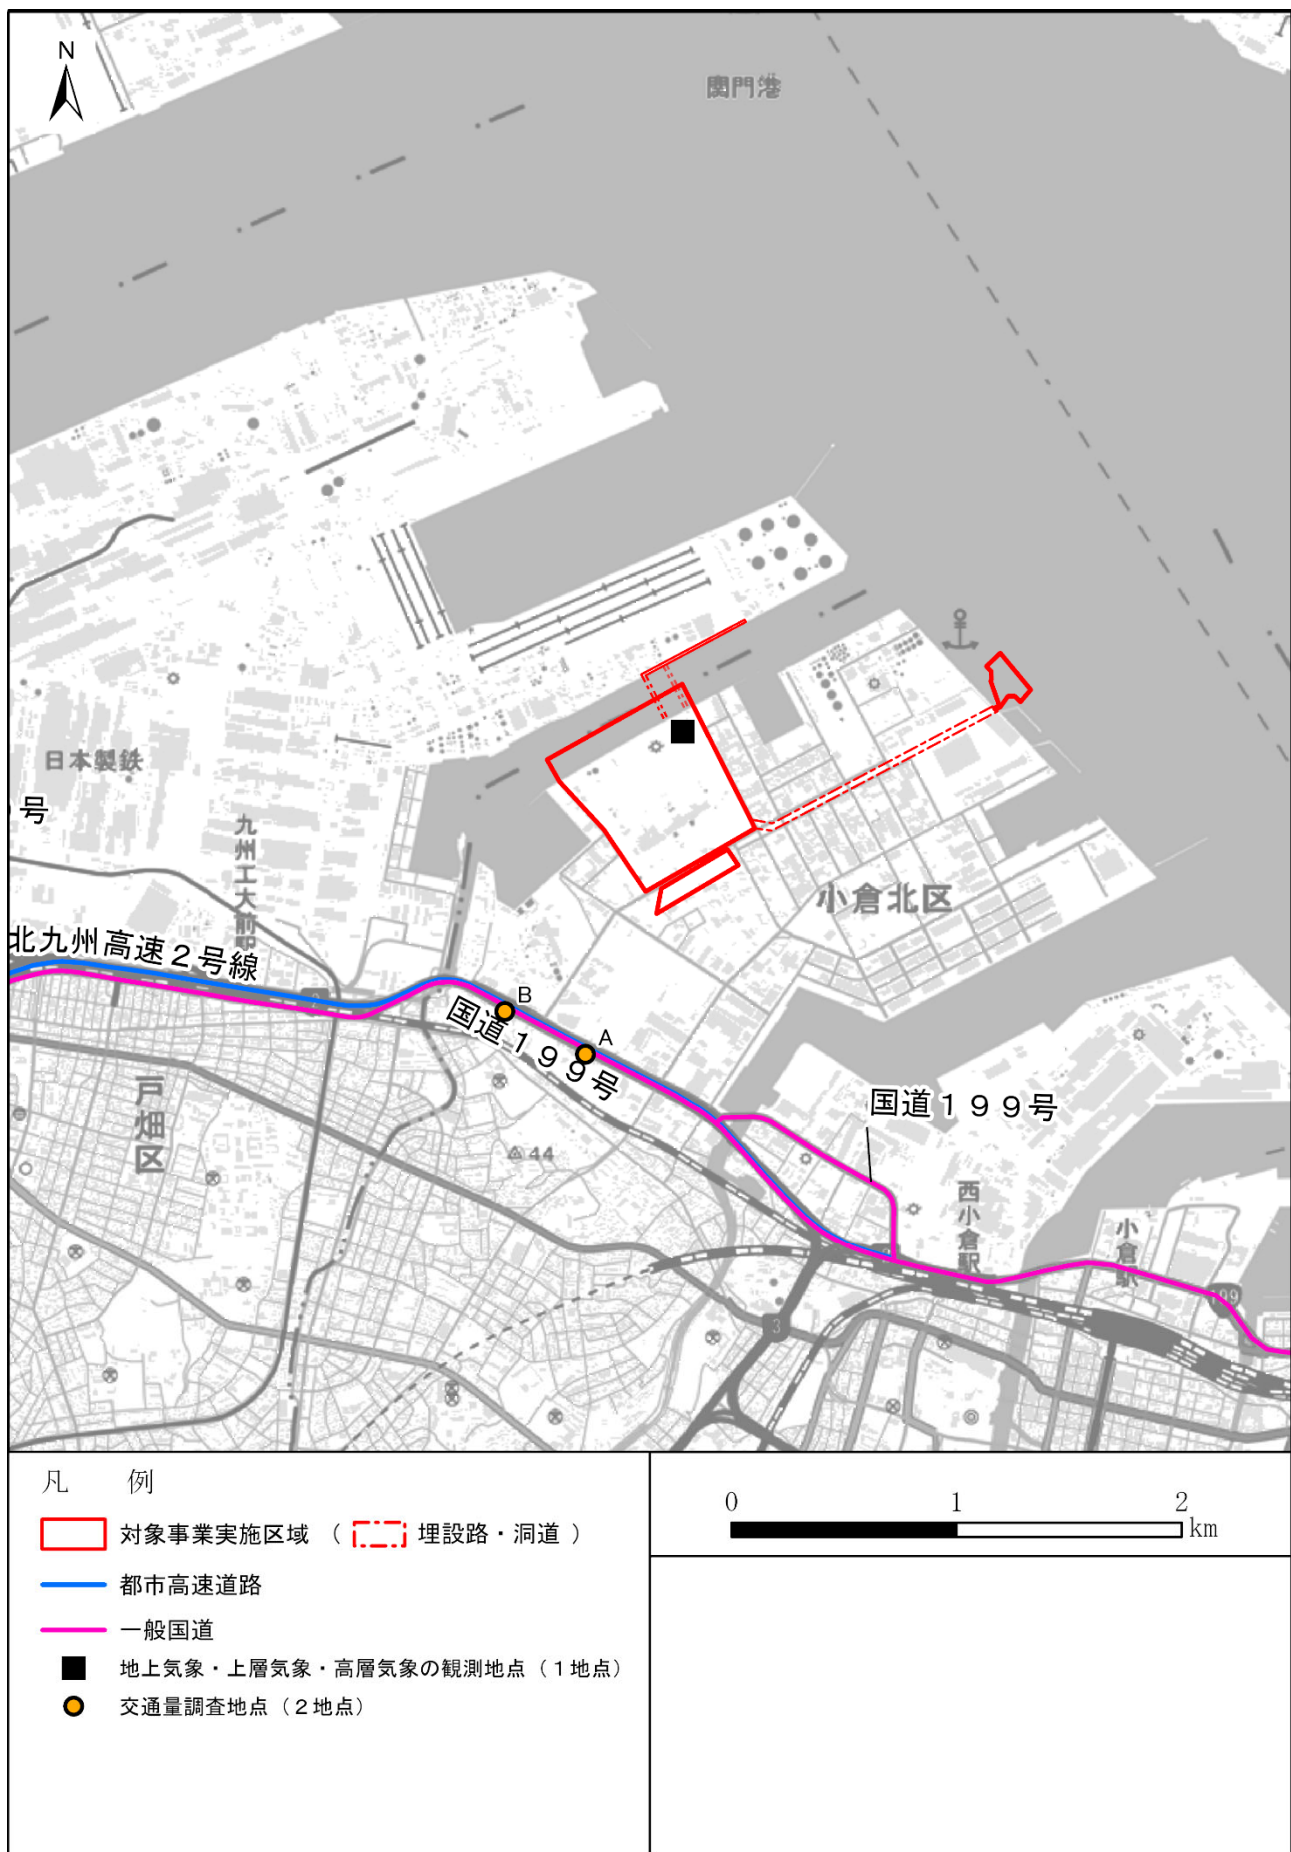 N
関門港
日本製鉄
号
九州工大前駅
小倉北区
北九州高速２号線
B
国道１９９号
A
戸畑区
44
国道１９９号
西小倉駅
小倉駅
199
3
凡　例
対象事業実施区域 （ 埋設路・洞道 ）
都市高速道路
一般国道
地上気象・上層気象・高層気象の観測地点（１地点）
交通量調査地点（２地点）
0 1 2
km